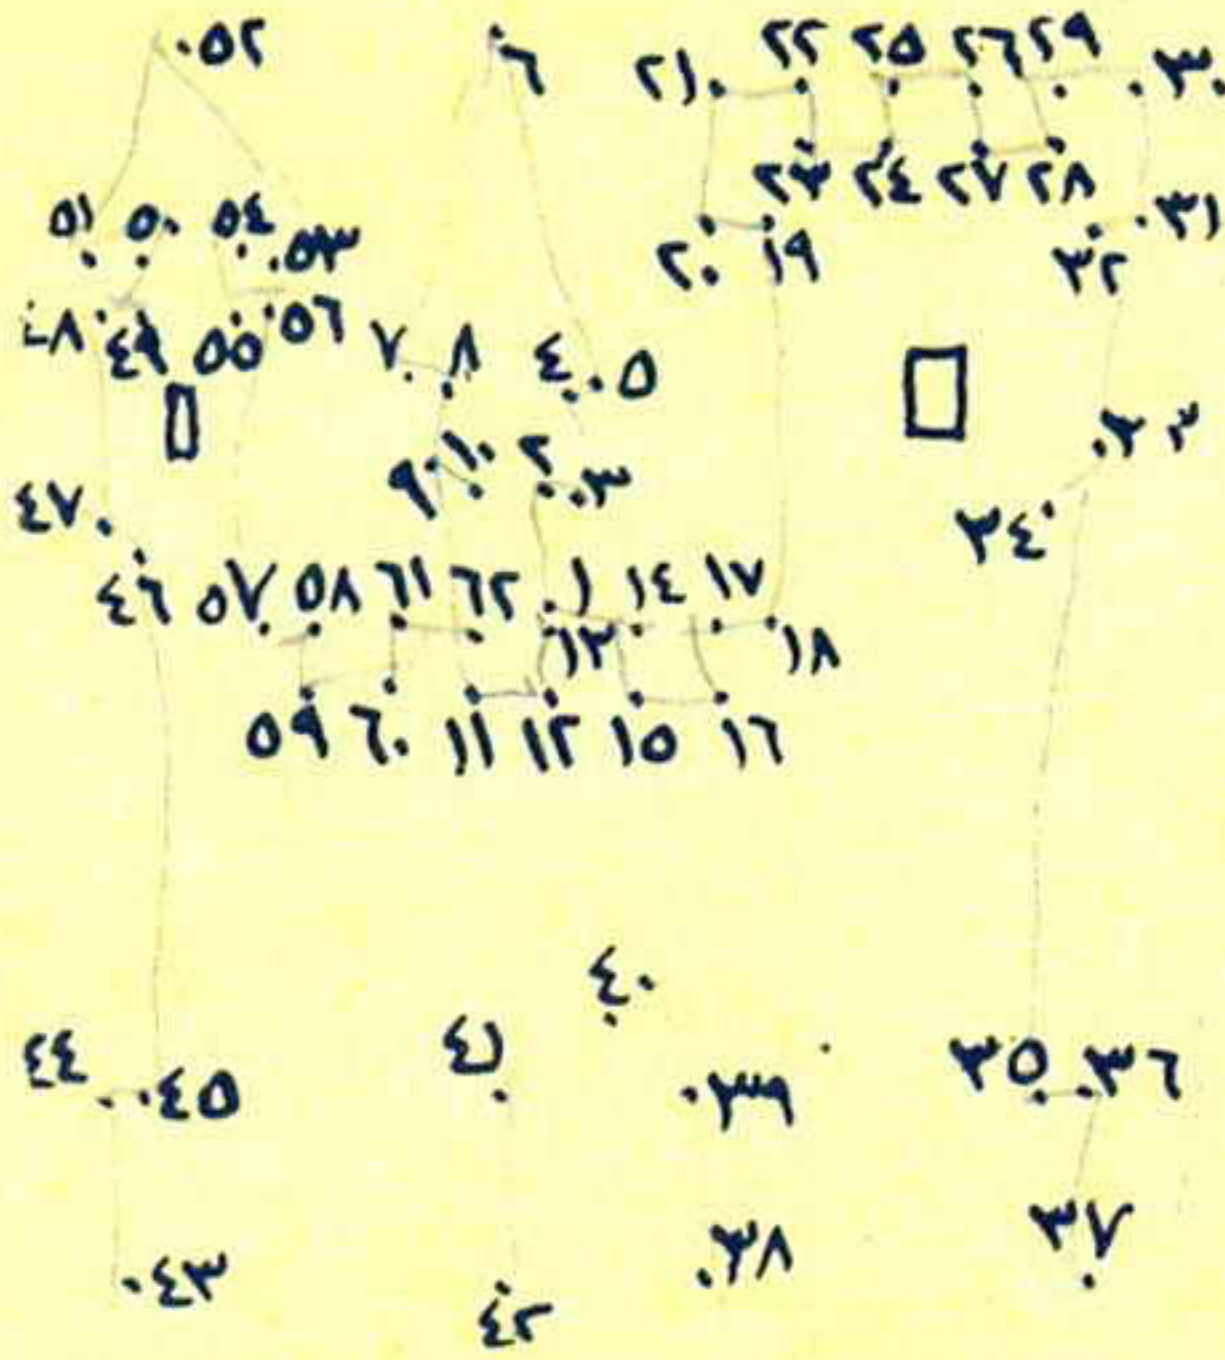 ٥٢ ٦ ٢١ ٢٢ ٢٥ ٢٦ ٢٩ ٣٠
٢٣ ٢٤ ٢٧ ٢٨
٥١ ٥٠ ٥٤ ٥٣ ٢٠ ١٩ ٣٢ ٣١
٤٨ ٤٩ ٥٥ ٥٦ ٧ ٨ ٤ ٥
٩ ١٠ ٢ ٣ ٣٣
٤٧ ٣٤
٤٦ ٥٧ ٥٨ ٦١ ٦٢ ١ ١٤ ١٧
١٣ ١٨
٥٩ ٦٠ ١١ ١٢ ١٥ ١٦
٤٠
٤٤ ٤٥ ٤١ ٣٩ ٣٥ ٣٦
٤٣ ٤٢ ٣٨ ٣٧